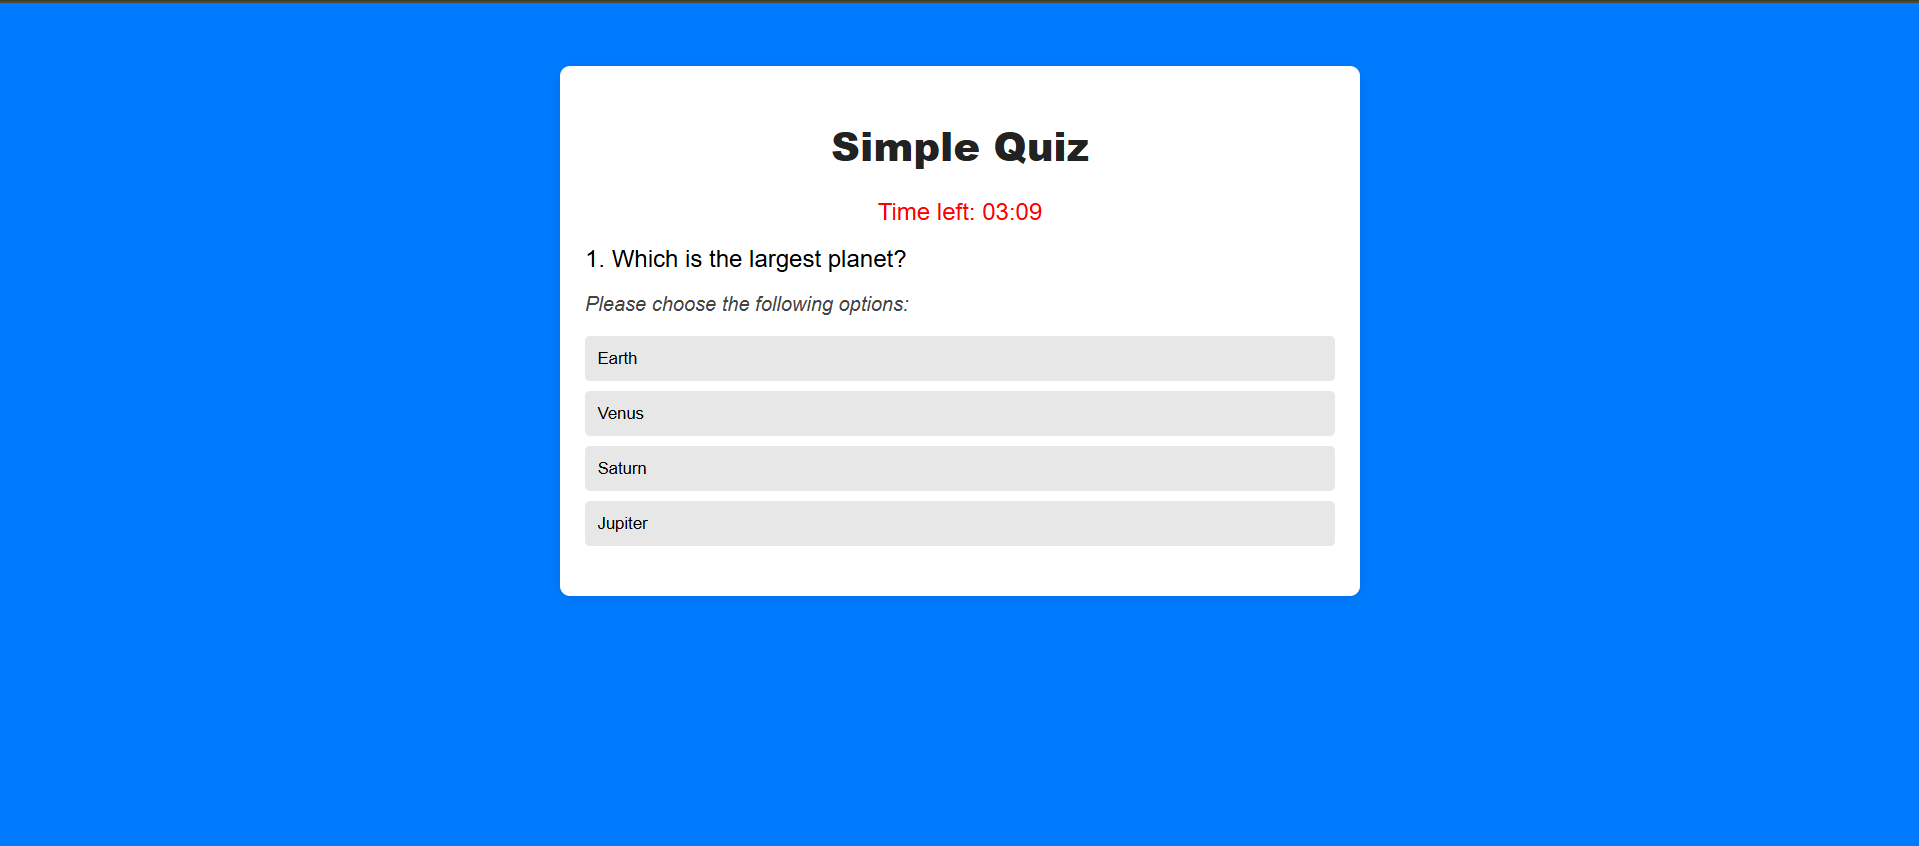 Simple Quiz
Time left: 03:09
1. Which is the largest planet?
Please choose the following options:
Earth
Venus
Saturn
Jupiter